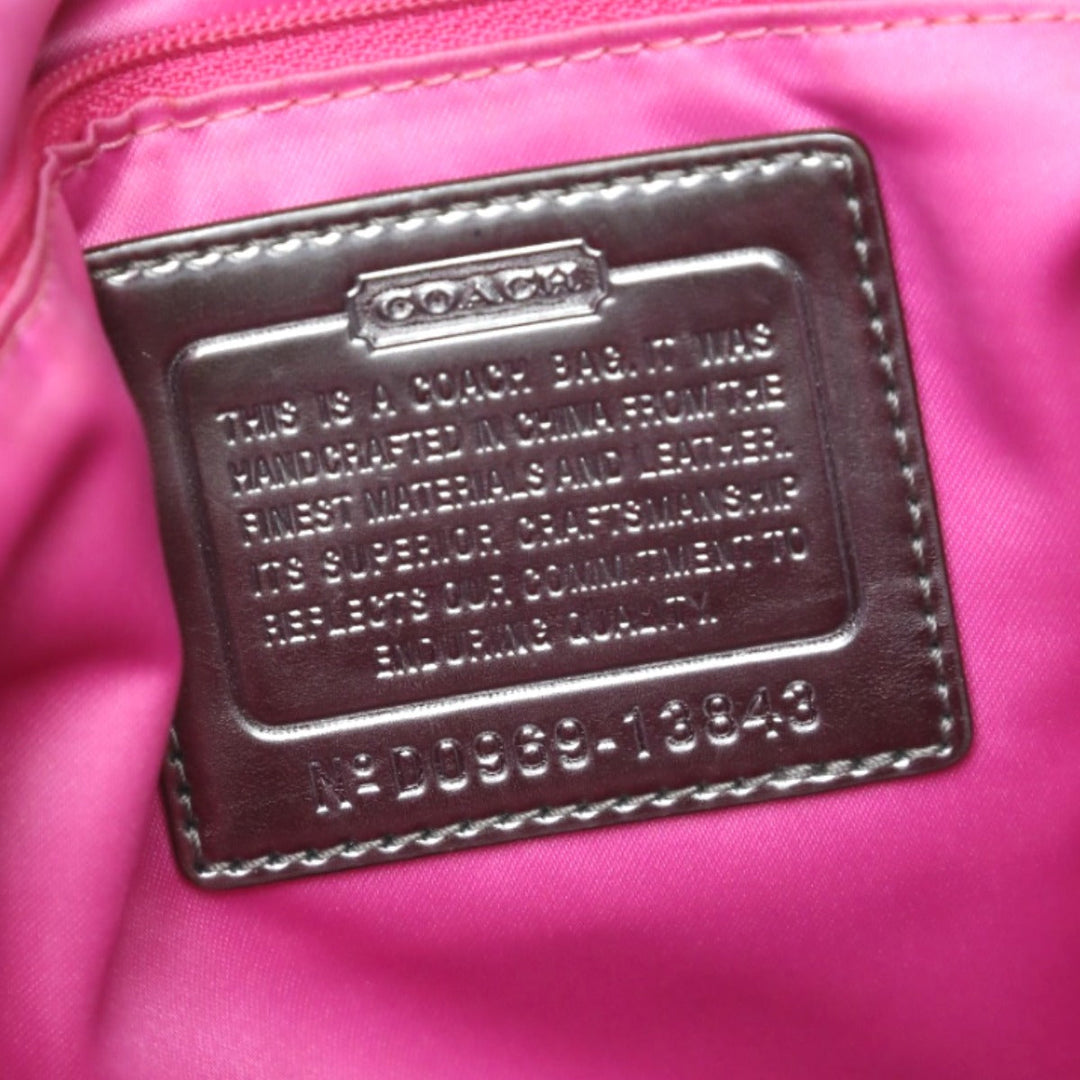 COACH
THIS IS A COACH BAG. IT WAS
HANDCRAFTED IN CHINA FROM THE
FINEST MATERIALS AND LEATHER.
ITS SUPERIOR CRAFTSMANSHIP
REFLECTS OUR COMMITMENT TO
ENDURING QUALITY.
Nº D0969-13843